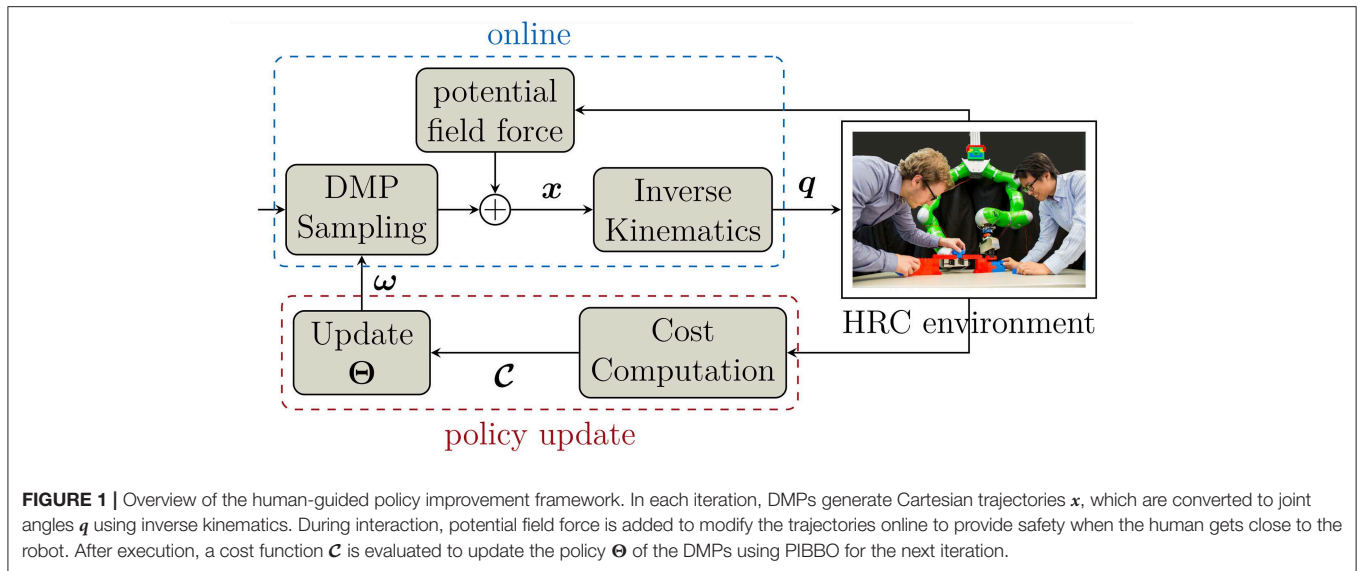 online
potential
field force
DMP
Sampling
x
Inverse
Kinematics
q
ω
HRC environment
Update
Θ
C
Cost
Computation
policy update
FIGURE 1 | Overview of the human-guided policy improvement framework. In each iteration, DMPs generate Cartesian trajectories x, which are converted to joint
angles q using inverse kinematics. During interaction, potential field force is added to modify the trajectories online to provide safety when the human gets close to the
robot. After execution, a cost function C is evaluated to update the policy Θ of the DMPs using PIBBO for the next iteration.